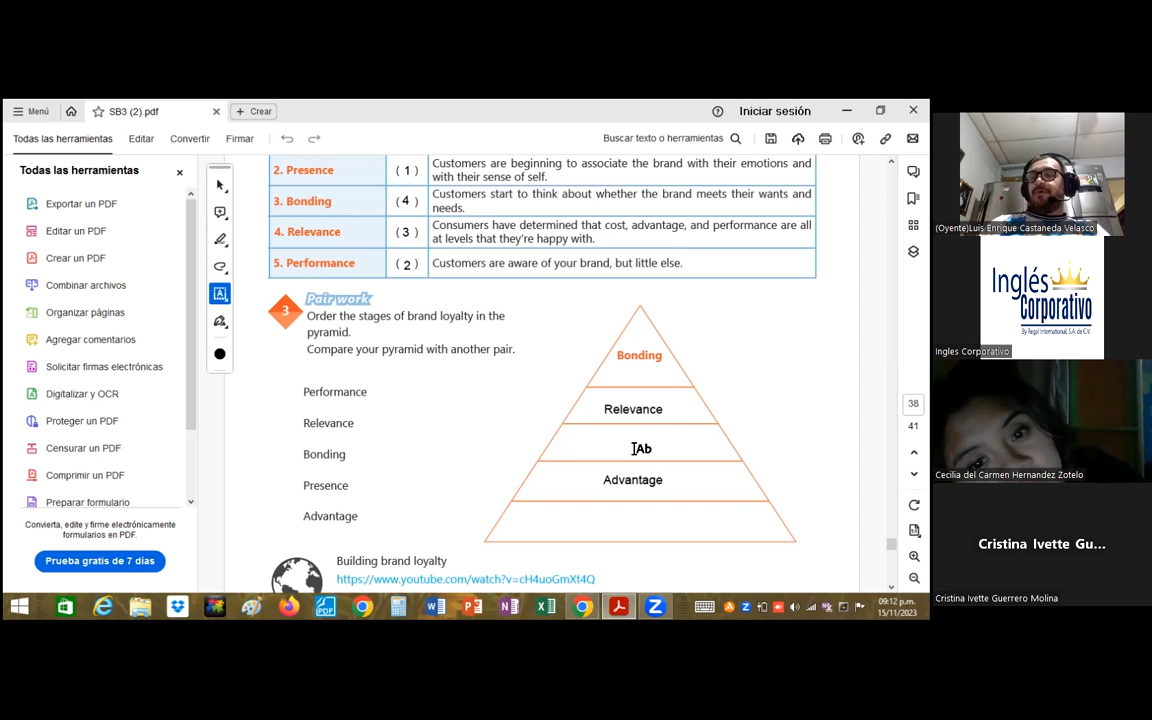 Menú
SB3 (2).pdf
Crear
Iniciar sesión
Todas las herramientas
Editar
Convertir
Firmar
Buscar texto o herramientas
Todas las herramientas
Exportar un PDF
Editar un PDF
Crear un PDF
Combinar archivos
Organizar páginas
Agregar comentarios
Solicitar firmas electrónicas
Digitalizar y OCR
Proteger un PDF
Censurar un PDF
Comprimir un PDF
Preparar formulario
Convierta, edite y firme electrónicamente
formularios en PDF.
Prueba gratis de 7 días
2. Presence
( 1 )
Customers are beginning to associate the brand with their emotions and
with their sense of self.
3. Bonding
( 4 )
Customers start to think about whether the brand meets their wants and
needs.
4. Relevance
( 3 )
Consumers have determined that cost, advantage, and performance are all
at levels that they're happy with.
5. Performance
( 2 )
Customers are aware of your brand, but little else.
3
Pair work
Order the stages of brand loyalty in the
pyramid.
Compare your pyramid with another pair.
Performance
Relevance
Bonding
Presence
Advantage
Bonding
Relevance
Ab
Advantage
Building brand loyalty
https://www.youtube.com/watch?v=cH4uoGmXt4Q
38
41
09:12 p.m.
15/11/2023
(Oyente)Luis Enrique Castaneda Velasco
Inglés
Corporativo
By Regal International, S.A. de C.V.
Ingles Corporativo
Cecilia del Carmen Hernandez Zotelo
Cristina Ivette Gu...
Cristina Ivette Guerrero Molina